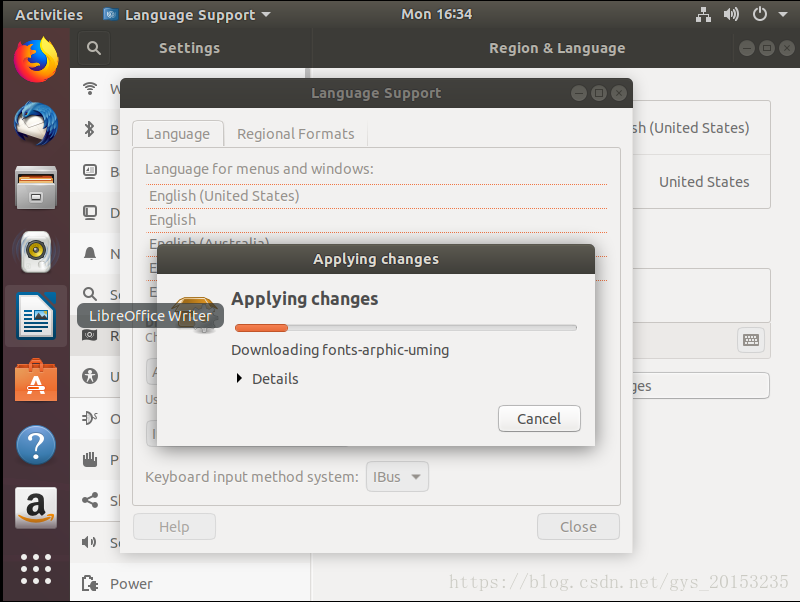 Activities
Language Support
Mon 16:34
Settings
Region & Language
Language Support
Language
Regional Formats
Language for menus and windows:
English (United States)
English
English (Australia)
sh (United States)
United States
Applying changes
Applying changes
Downloading fonts-arphic-uming
Details
Cancel
LibreOffice Writer
ges
Keyboard input method system:
IBus
Help
Close
Power
https://blog.csdn.net/gys_20153235